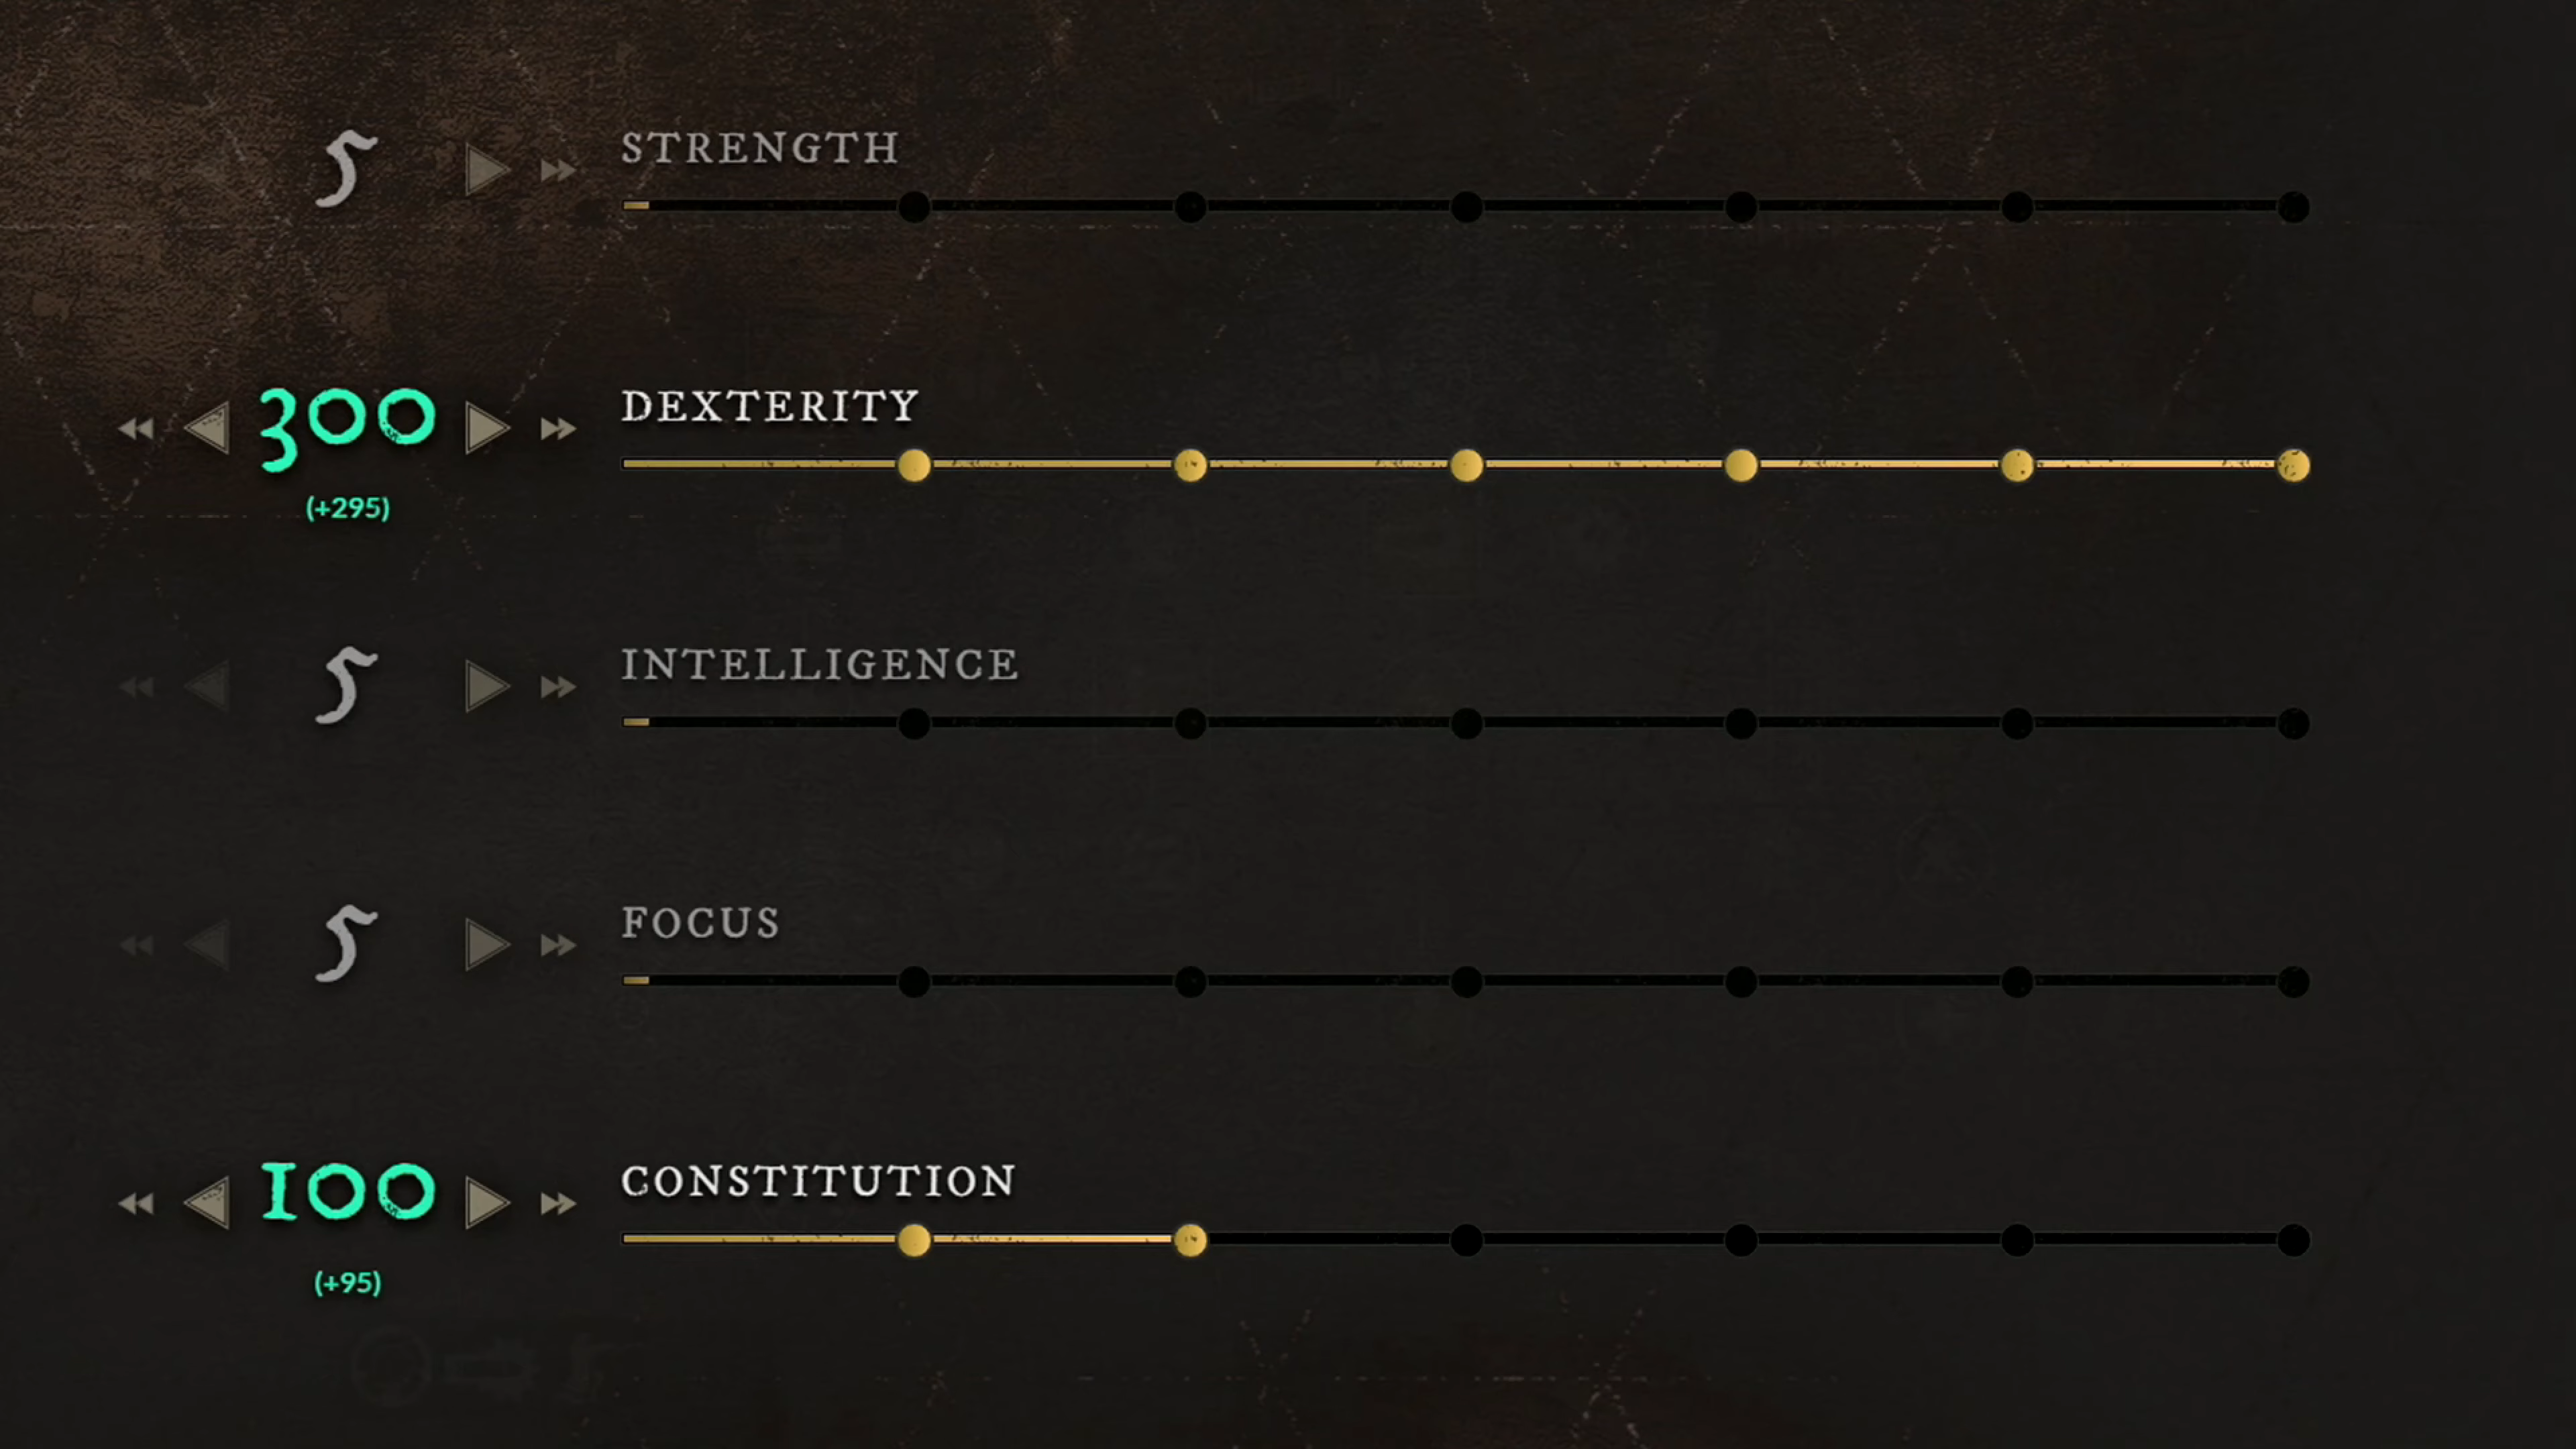 5 STRENGTH
300 DEXTERITY
(+295)
5 INTELLIGENCE
5 FOCUS
100 CONSTITUTION
(+95)